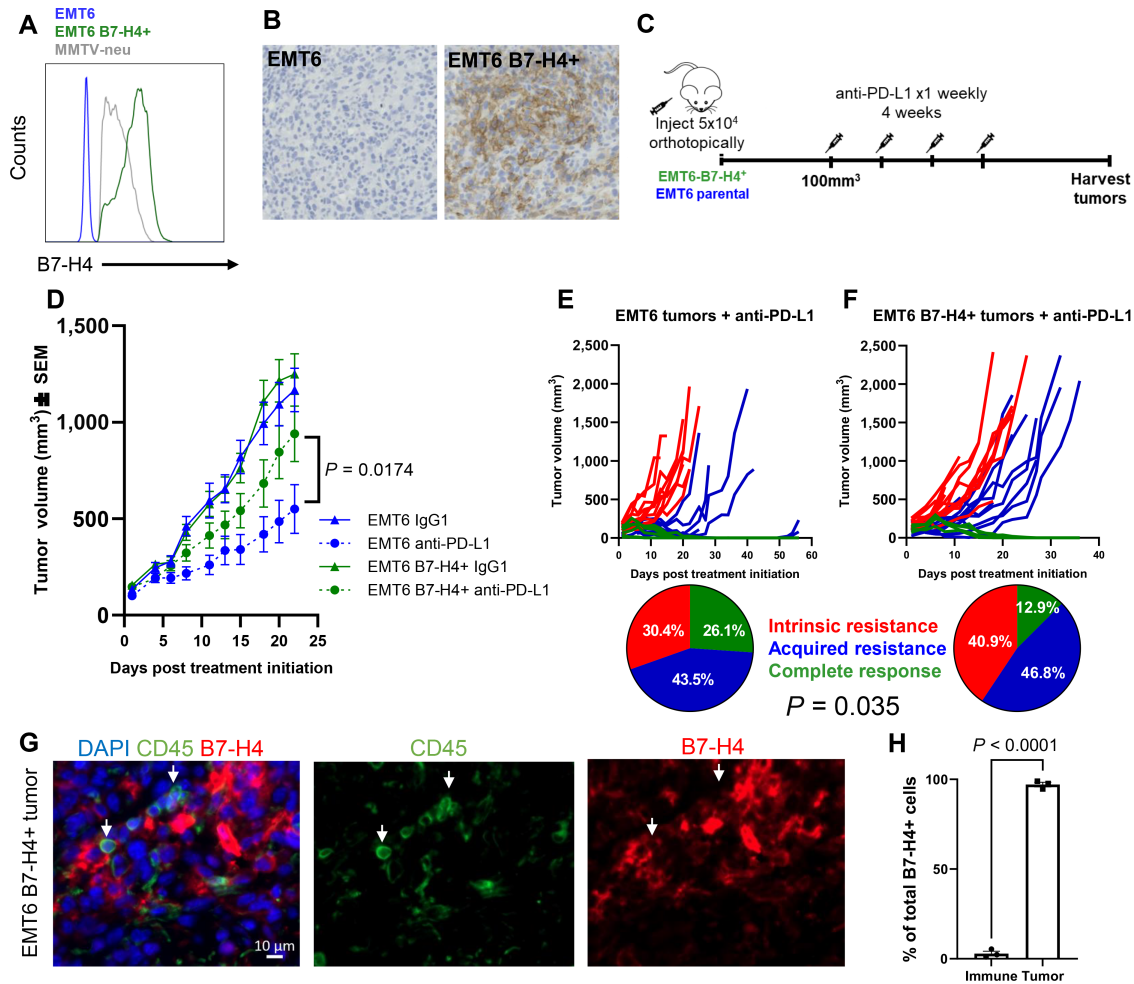 A
EMT6
EMT6 B7-H4+
MMTV-neu
Counts
B7-H4
B
EMT6
EMT6 B7-H4+
C
Inject 5x10⁴
orthotopically
EMT6-B7-H4⁺
EMT6 parental
anti-PD-L1 x1 weekly
4 weeks
100mm³
Harvest
tumors
D
Tumor volume (mm³) ± SEM
1,500
1,000
500
0
0 5 10 15 20 25
Days post treatment initiation
P = 0.0174
EMT6 IgG1
EMT6 anti-PD-L1
EMT6 B7-H4+ IgG1
EMT6 B7-H4+ anti-PD-L1
E
EMT6 tumors + anti-PD-L1
Tumor volume (mm³)
2,500
2,000
1,500
1,000
500
0
0 10 20 30 40 50 60
Days post treatment initiation
30.4%
26.1%
43.5%
F
EMT6 B7-H4+ tumors + anti-PD-L1
Tumor volume (mm³)
2,500
2,000
1,500
1,000
500
0
0 10 20 30 40
Days post treatment initiation
Intrinsic resistance
Acquired resistance
Complete response
P = 0.035
12.9%
40.9%
46.8%
G
EMT6 B7-H4+ tumor
DAPI CD45 B7-H4
10 µm
CD45
B7-H4
H
P < 0.0001
% of total B7-H4+ cells
100
50
0
Immune Tumor